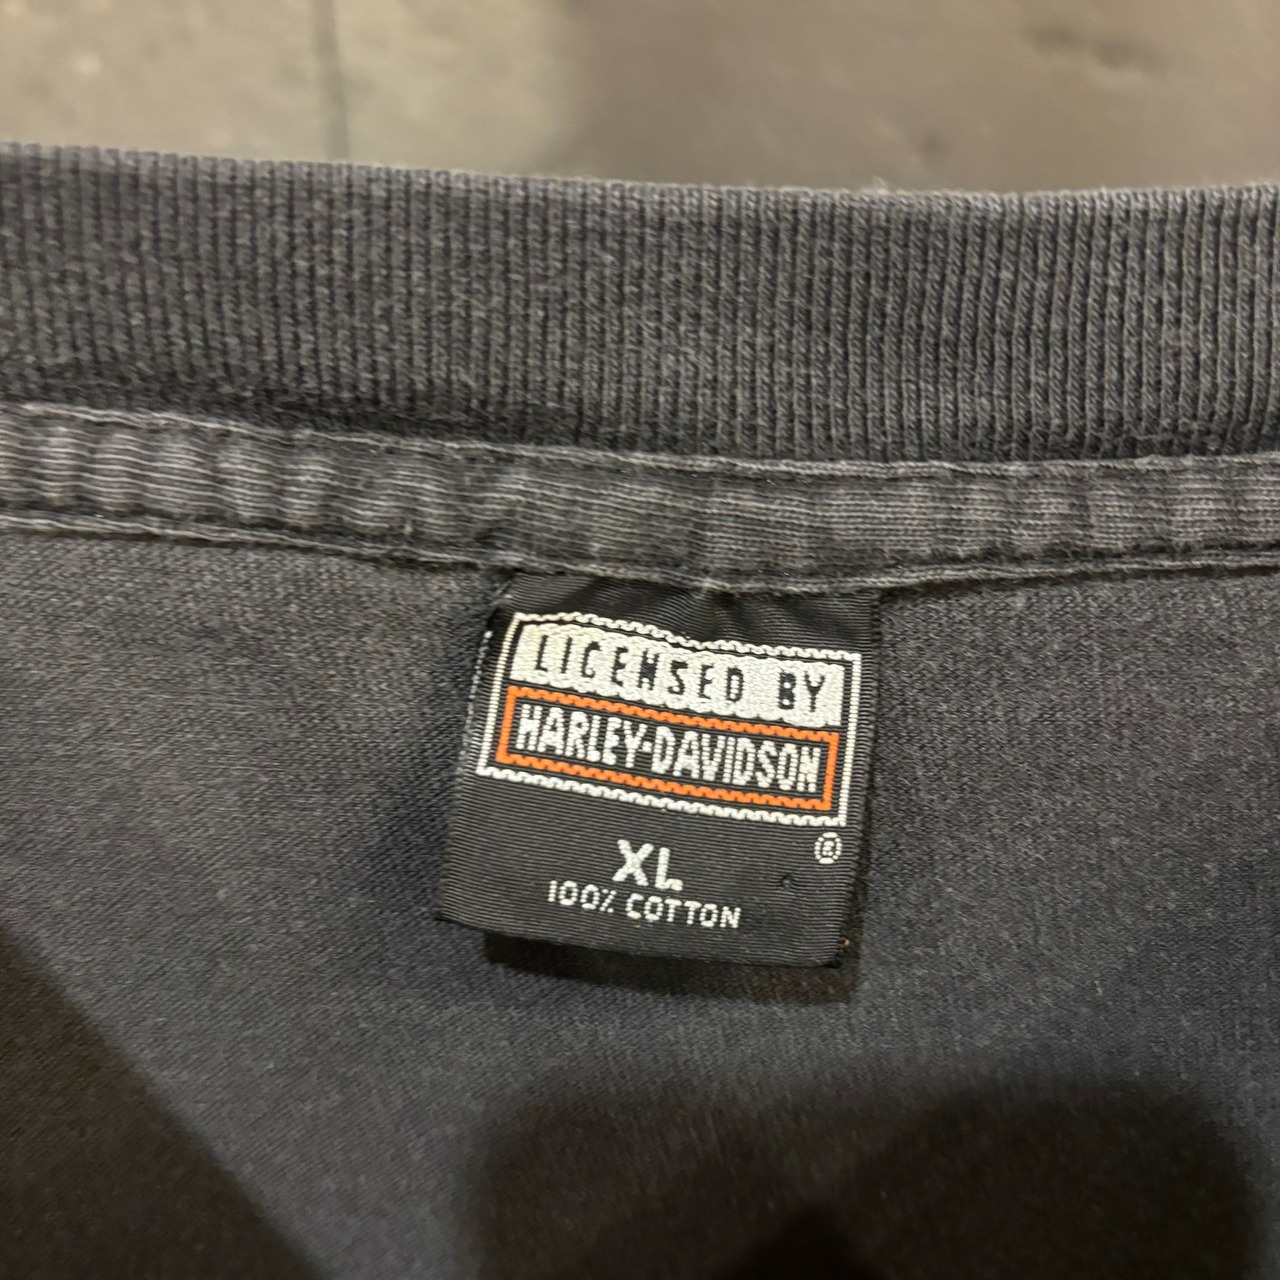 LICENSED BY
HARLEY-DAVIDSON
®
XL
100% COTTON